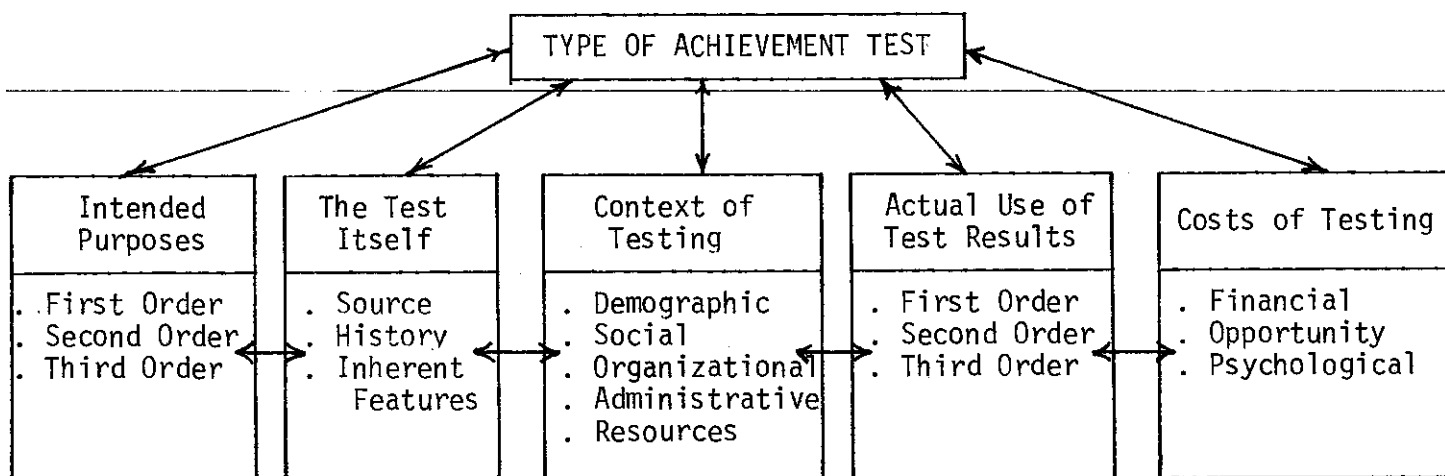 TYPE OF ACHIEVEMENT TEST
Intended
Purposes
. First Order
. Second Order
. Third Order
The Test
Itself
. Source
. History
. Inherent
Features
Context of
Testing
. Demographic
. Social
. Organizational
. Administrative
. Resources
Actual Use of
Test Results
. First Order
. Second Order
. Third Order
Costs of Testing
. Financial
. Opportunity
. Psychological